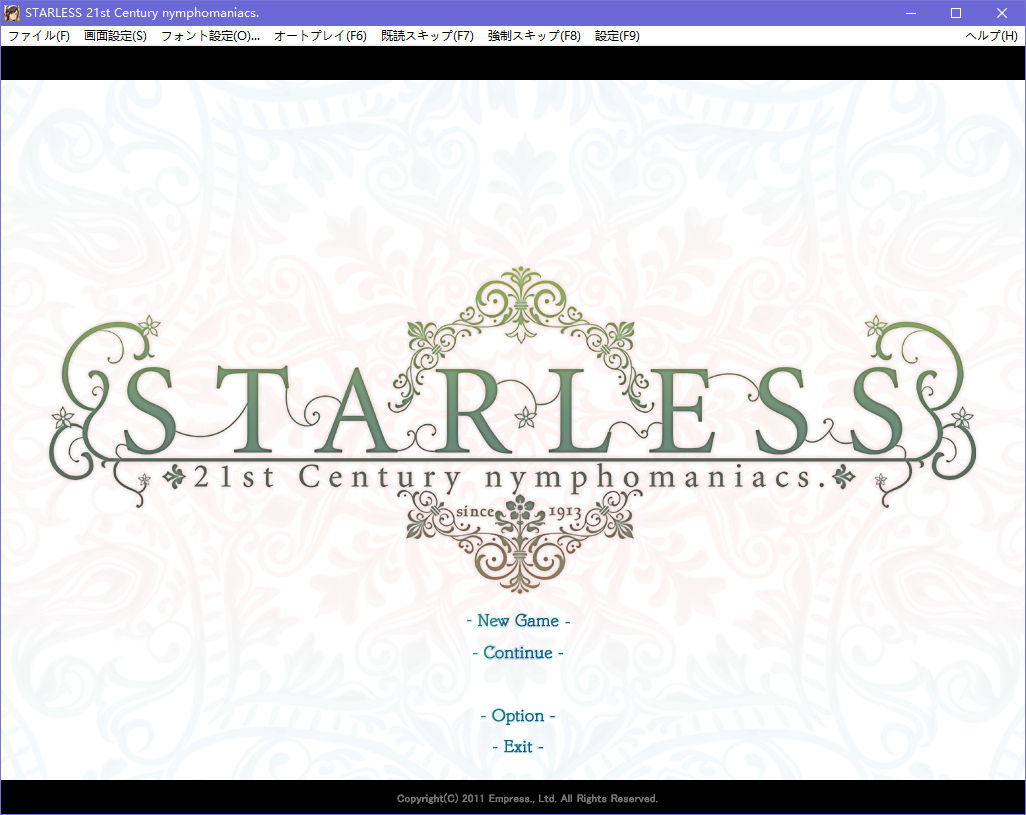 STARLESS 21st Century nymphomaniacs.
ファイル(F) 画面設定(S) フォント設定(O)... オートプレイ(F6) 既読スキップ(F7) 強制スキップ(F8) 設定(F9) ヘルプ(H)
STARLESS
21st Century nymphomaniacs.
since 1913
- New Game -
- Continue -
- Option -
- Exit -
Copyright(C) 2011 Empress., Ltd. All Rights Reserved.